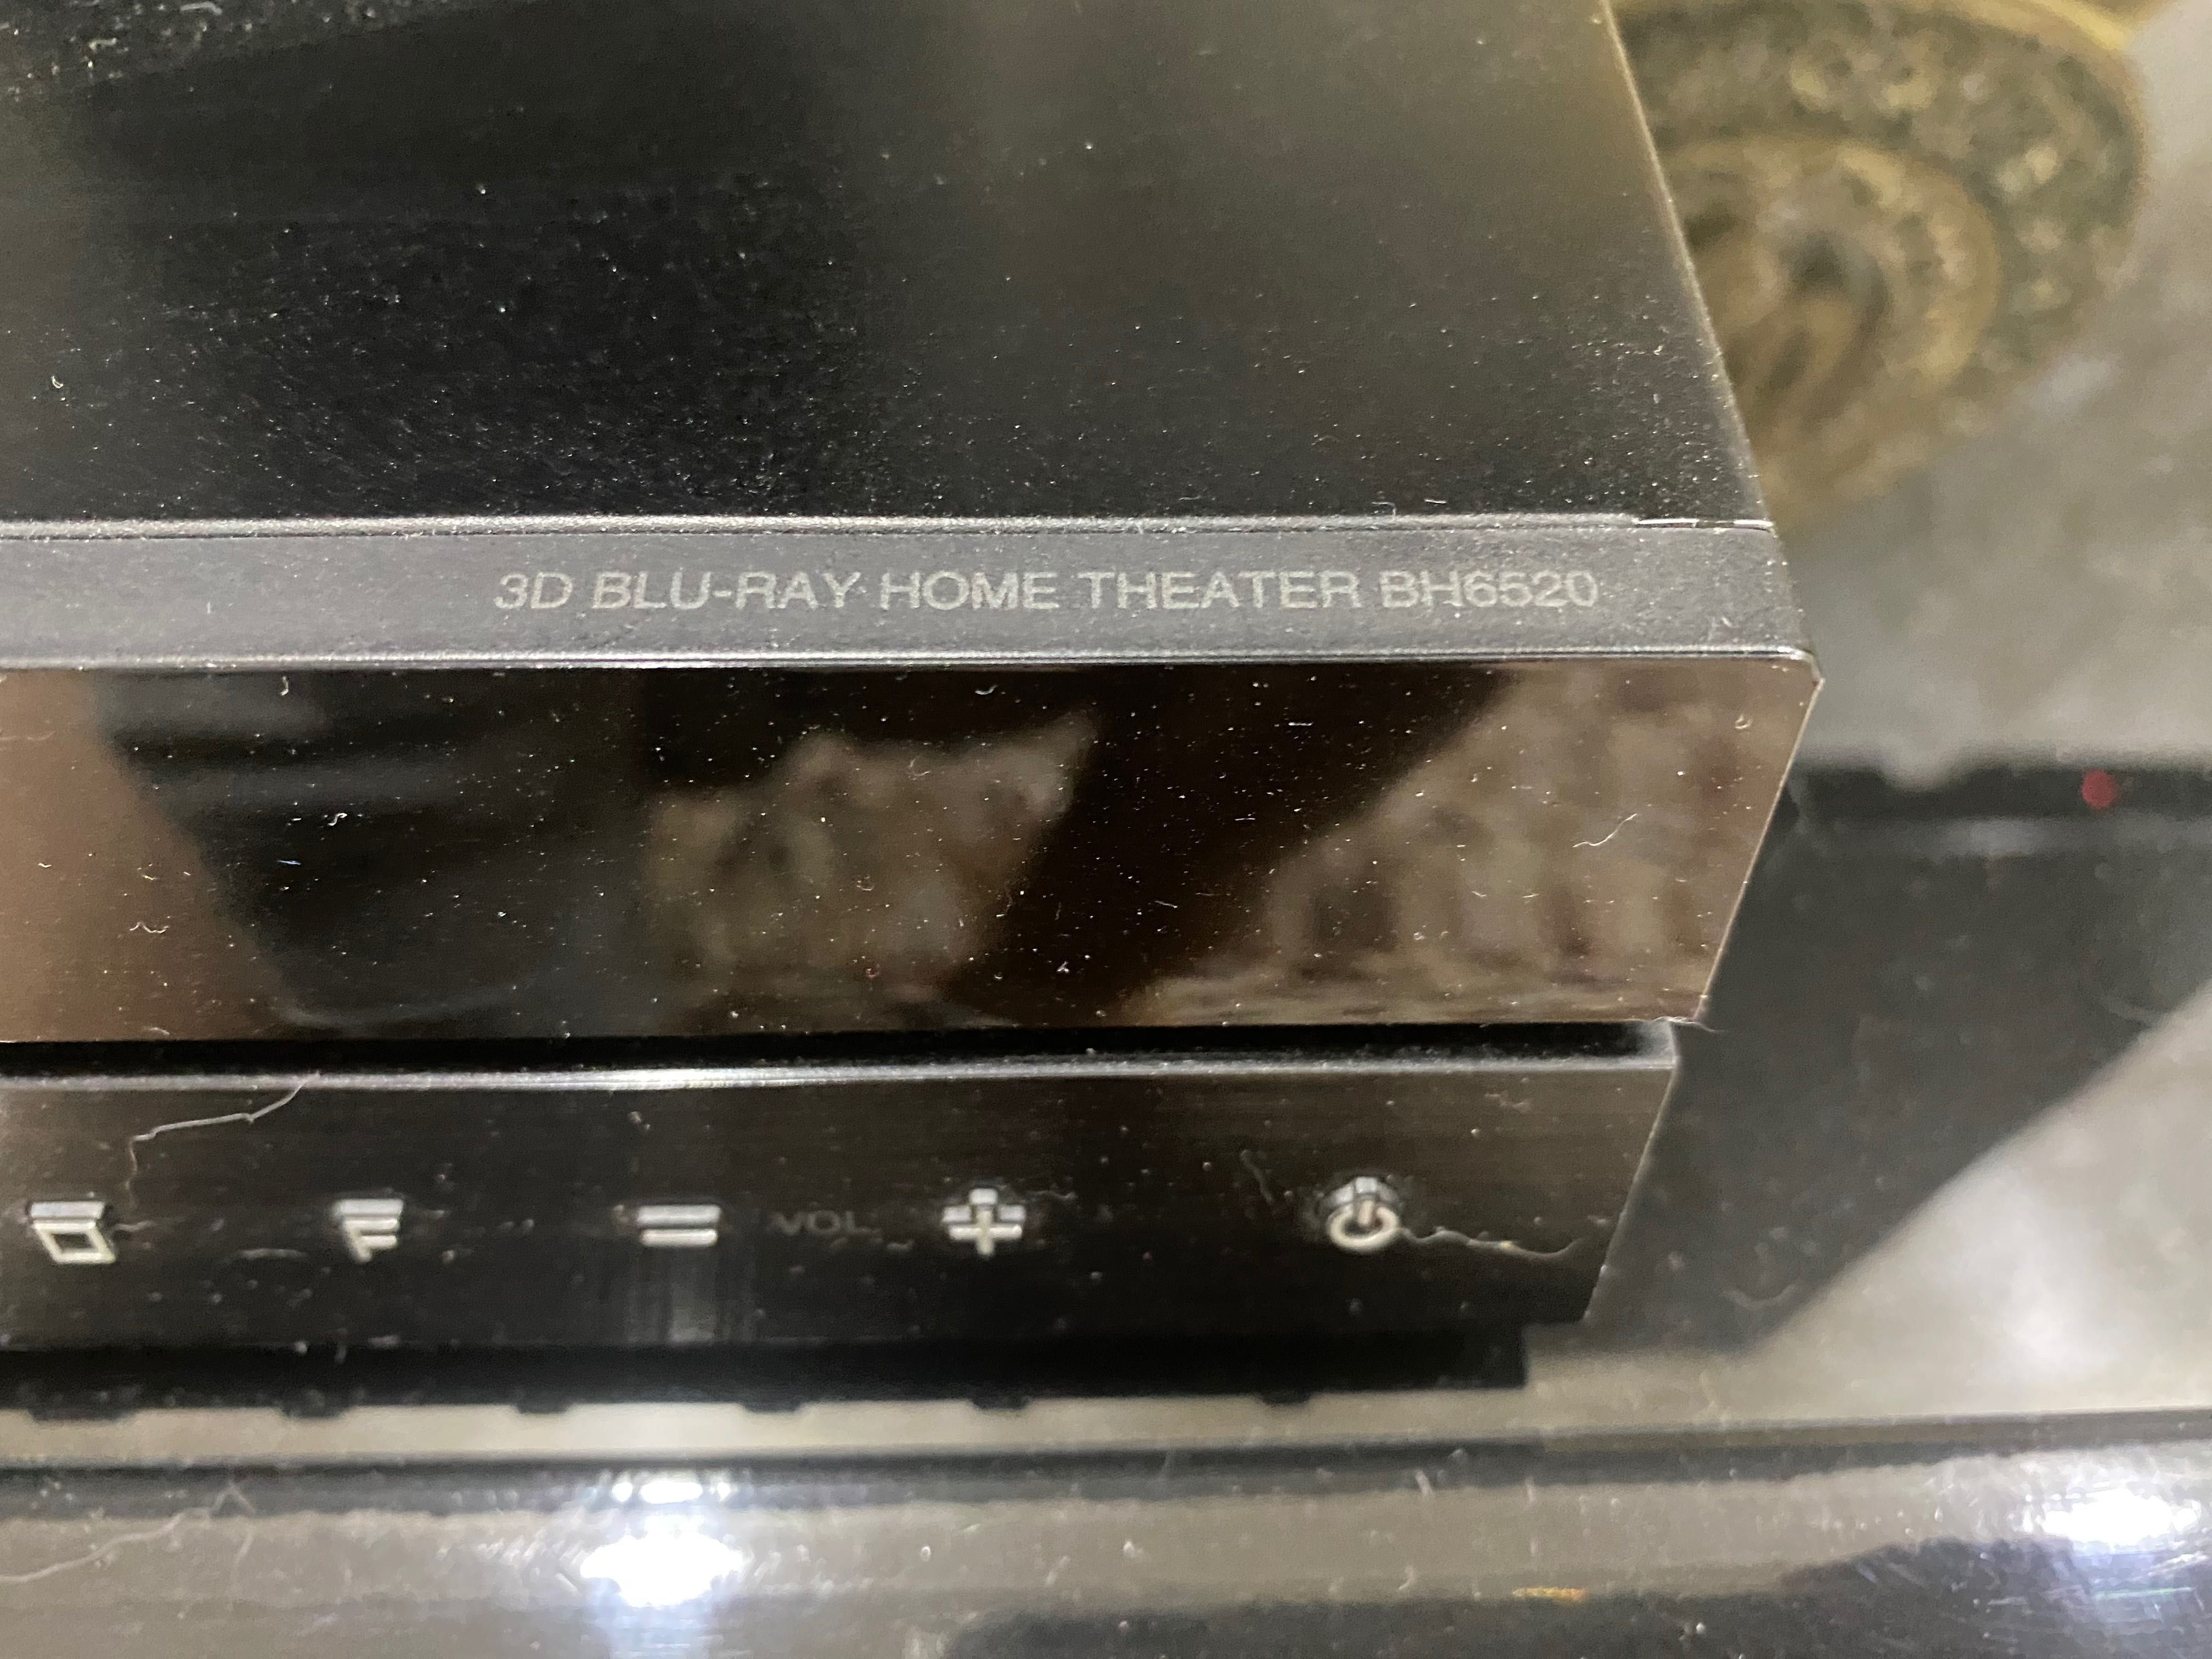 3D BLU-RAY HOME THEATER BH6520
F VOL